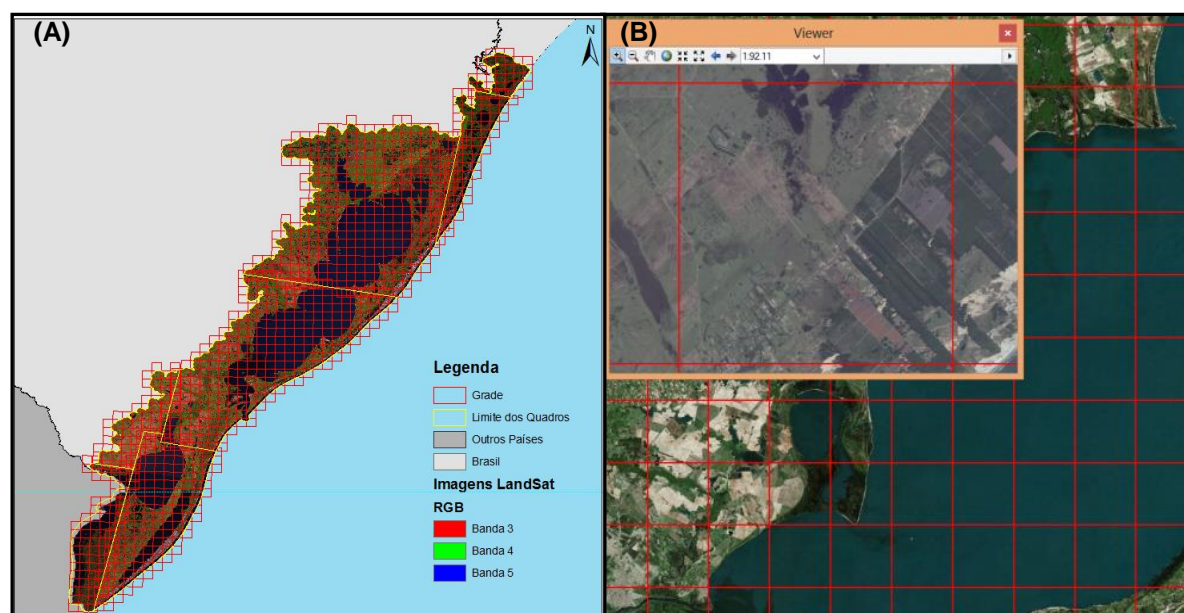 (A)
N
Legenda
Grade
Limite dos Quadros
Outros Países
Brasil
Imagens LandSat
RGB
Banda 3
Banda 4
Banda 5
(B)
Viewer
1:92.11